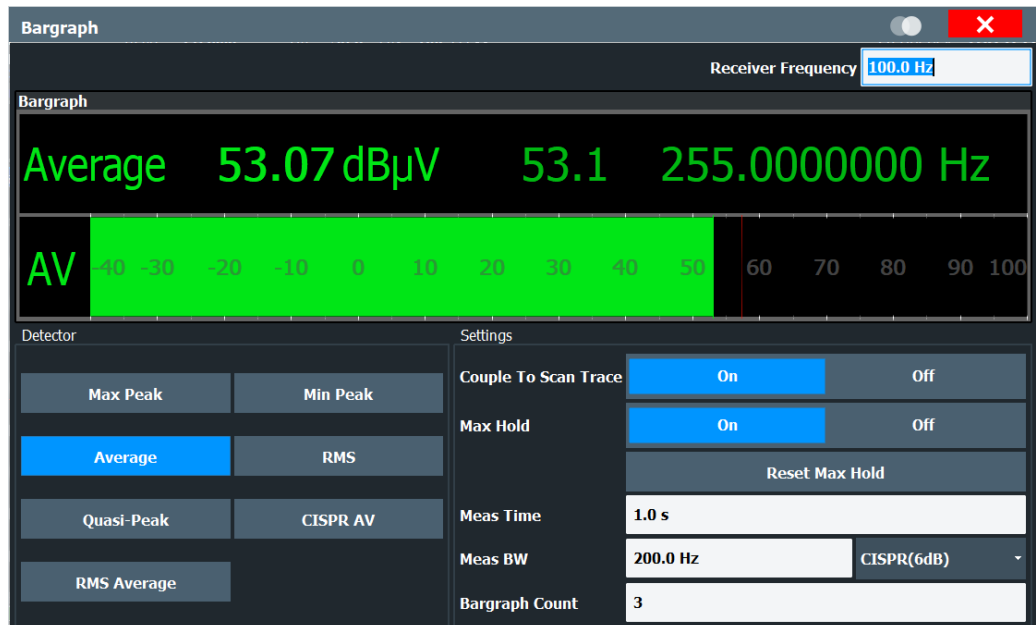 Bargraph
Receiver Frequency 100.0 Hz
Bargraph
Average 53.07 dBµV 53.1 255.0000000 Hz
AV -40 -30 -20 -10 0 10 20 30 40 50 60 70 80 90 100
Detector
Max Peak Min Peak
Average RMS
Quasi-Peak CISPR AV
RMS Average
Settings
Couple To Scan Trace On Off
Max Hold On Off
Reset Max Hold
Meas Time 1.0 s
Meas BW 200.0 Hz CISPR(6dB)
Bargraph Count 3